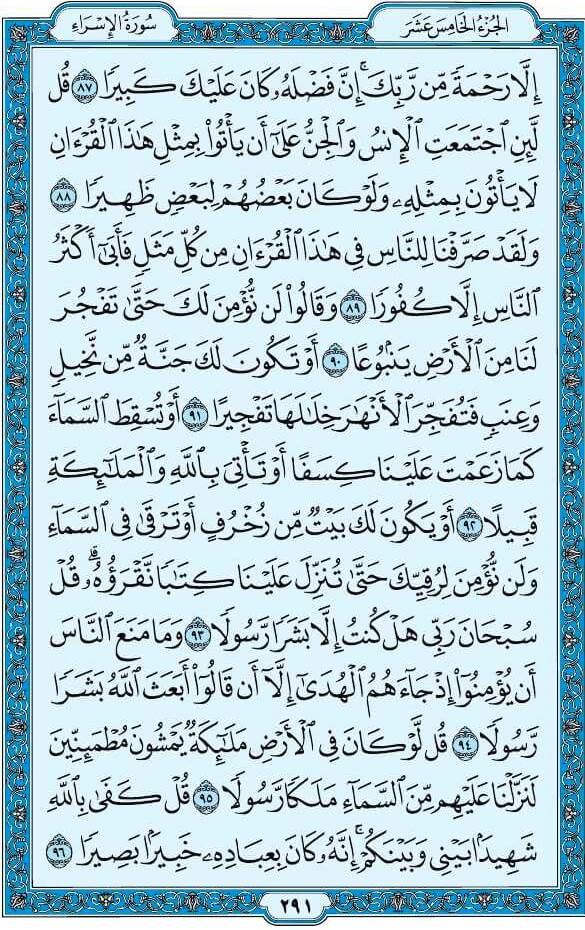 الجُزءُ الخَامِسَ عَشَرَ
سُورَةُ الإِسْرَاءِ
إِلَّا رَحْمَةً مِّن رَّبِّكَ ۚ إِنَّ فَضْلَهُۥ كَانَ عَلَيْكَ كَبِيرًا ٨٧ قُل
لَّئِنِ ٱجْتَمَعَتِ ٱلْإِنسُ وَٱلْجِنُّ عَلَىٰٓ أَن يَأْتُوا۟ بِمِثْلِ هَـٰذَا ٱلْقُرْءَانِ
لَا يَأْتُونَ بِمِثْلِهِۦ وَلَوْ كَانَ بَعْضُهُمْ لِبَعْضٍ ظَهِيرًا ٨٨
وَلَقَدْ صَرَّفْنَا لِلنَّاسِ فِى هَـٰذَا ٱلْقُرْءَانِ مِن كُلِّ مَثَلٍ فَأَبَىٰٓ أَكْثَرُ
ٱلنَّاسِ إِلَّا كُفُورًا ٨٩ وَقَالُوا۟ لَن نُّؤْمِنَ لَكَ حَتَّىٰ تَفْجُرَ
لَنَا مِنَ ٱلْأَرْضِ يَنۢبُوعًا ٩٠ أَوْ تَكُونَ لَكَ جَنَّةٌ مِّن نَّخِيلٍ
وَعِنَبٍ فَتُفَجِّرَ ٱلْأَنْهَـٰرَ خِلَـٰلَهَا تَفْجِيرًا ٩١ أَوْ تُسْقِطَ ٱلسَّمَآءَ
كَمَا زَعَمْتَ عَلَيْنَا كِسَفًا أَوْ تَأْتِىَ بِٱللَّهِ وَٱلْمَلَـٰٓئِكَةِ
قَبِيلًا ٩٢ أَوْ يَكُونَ لَكَ بَيْتٌ مِّن زُخْرُفٍ أَوْ تَرْقَىٰ فِى ٱلسَّمَآءِ
وَلَن نُّؤْمِنَ لِرُقِيِّكَ حَتَّىٰ تُنَزِّلَ عَلَيْنَا كِتَـٰبًا نَّقْرَؤُهُۥ ۗ قُلْ
سُبْحَانَ رَبِّى هَلْ كُنتُ إِلَّا بَشَرًا رَّسُولًا ٩٣ وَمَا مَنَعَ ٱلنَّاسَ
أَن يُؤْمِنُوٓا۟ إِذْ جَآءَهُمُ ٱلْهُدَىٰٓ إِلَّآ أَن قَالُوٓا۟ أَبَعَثَ ٱللَّهُ بَشَرًا
رَّسُولًا ٩٤ قُل لَّوْ كَانَ فِى ٱلْأَرْضِ مَلَـٰٓئِكَةٌ يَمْشُونَ مُطْمَئِنِّينَ
لَنَزَّلْنَا عَلَيْهِم مِّنَ ٱلسَّمَآءِ مَلَكًا رَّسُولًا ٩٥ قُلْ كَفَىٰ بِٱللَّهِ
شَهِيدًۢا بَيْنِى وَبَيْنَكُمْ ۚ إِنَّهُۥ كَانَ بِعِبَادِهِۦ خَبِيرًۢا بَصِيرًا ٩٦
٢٩١